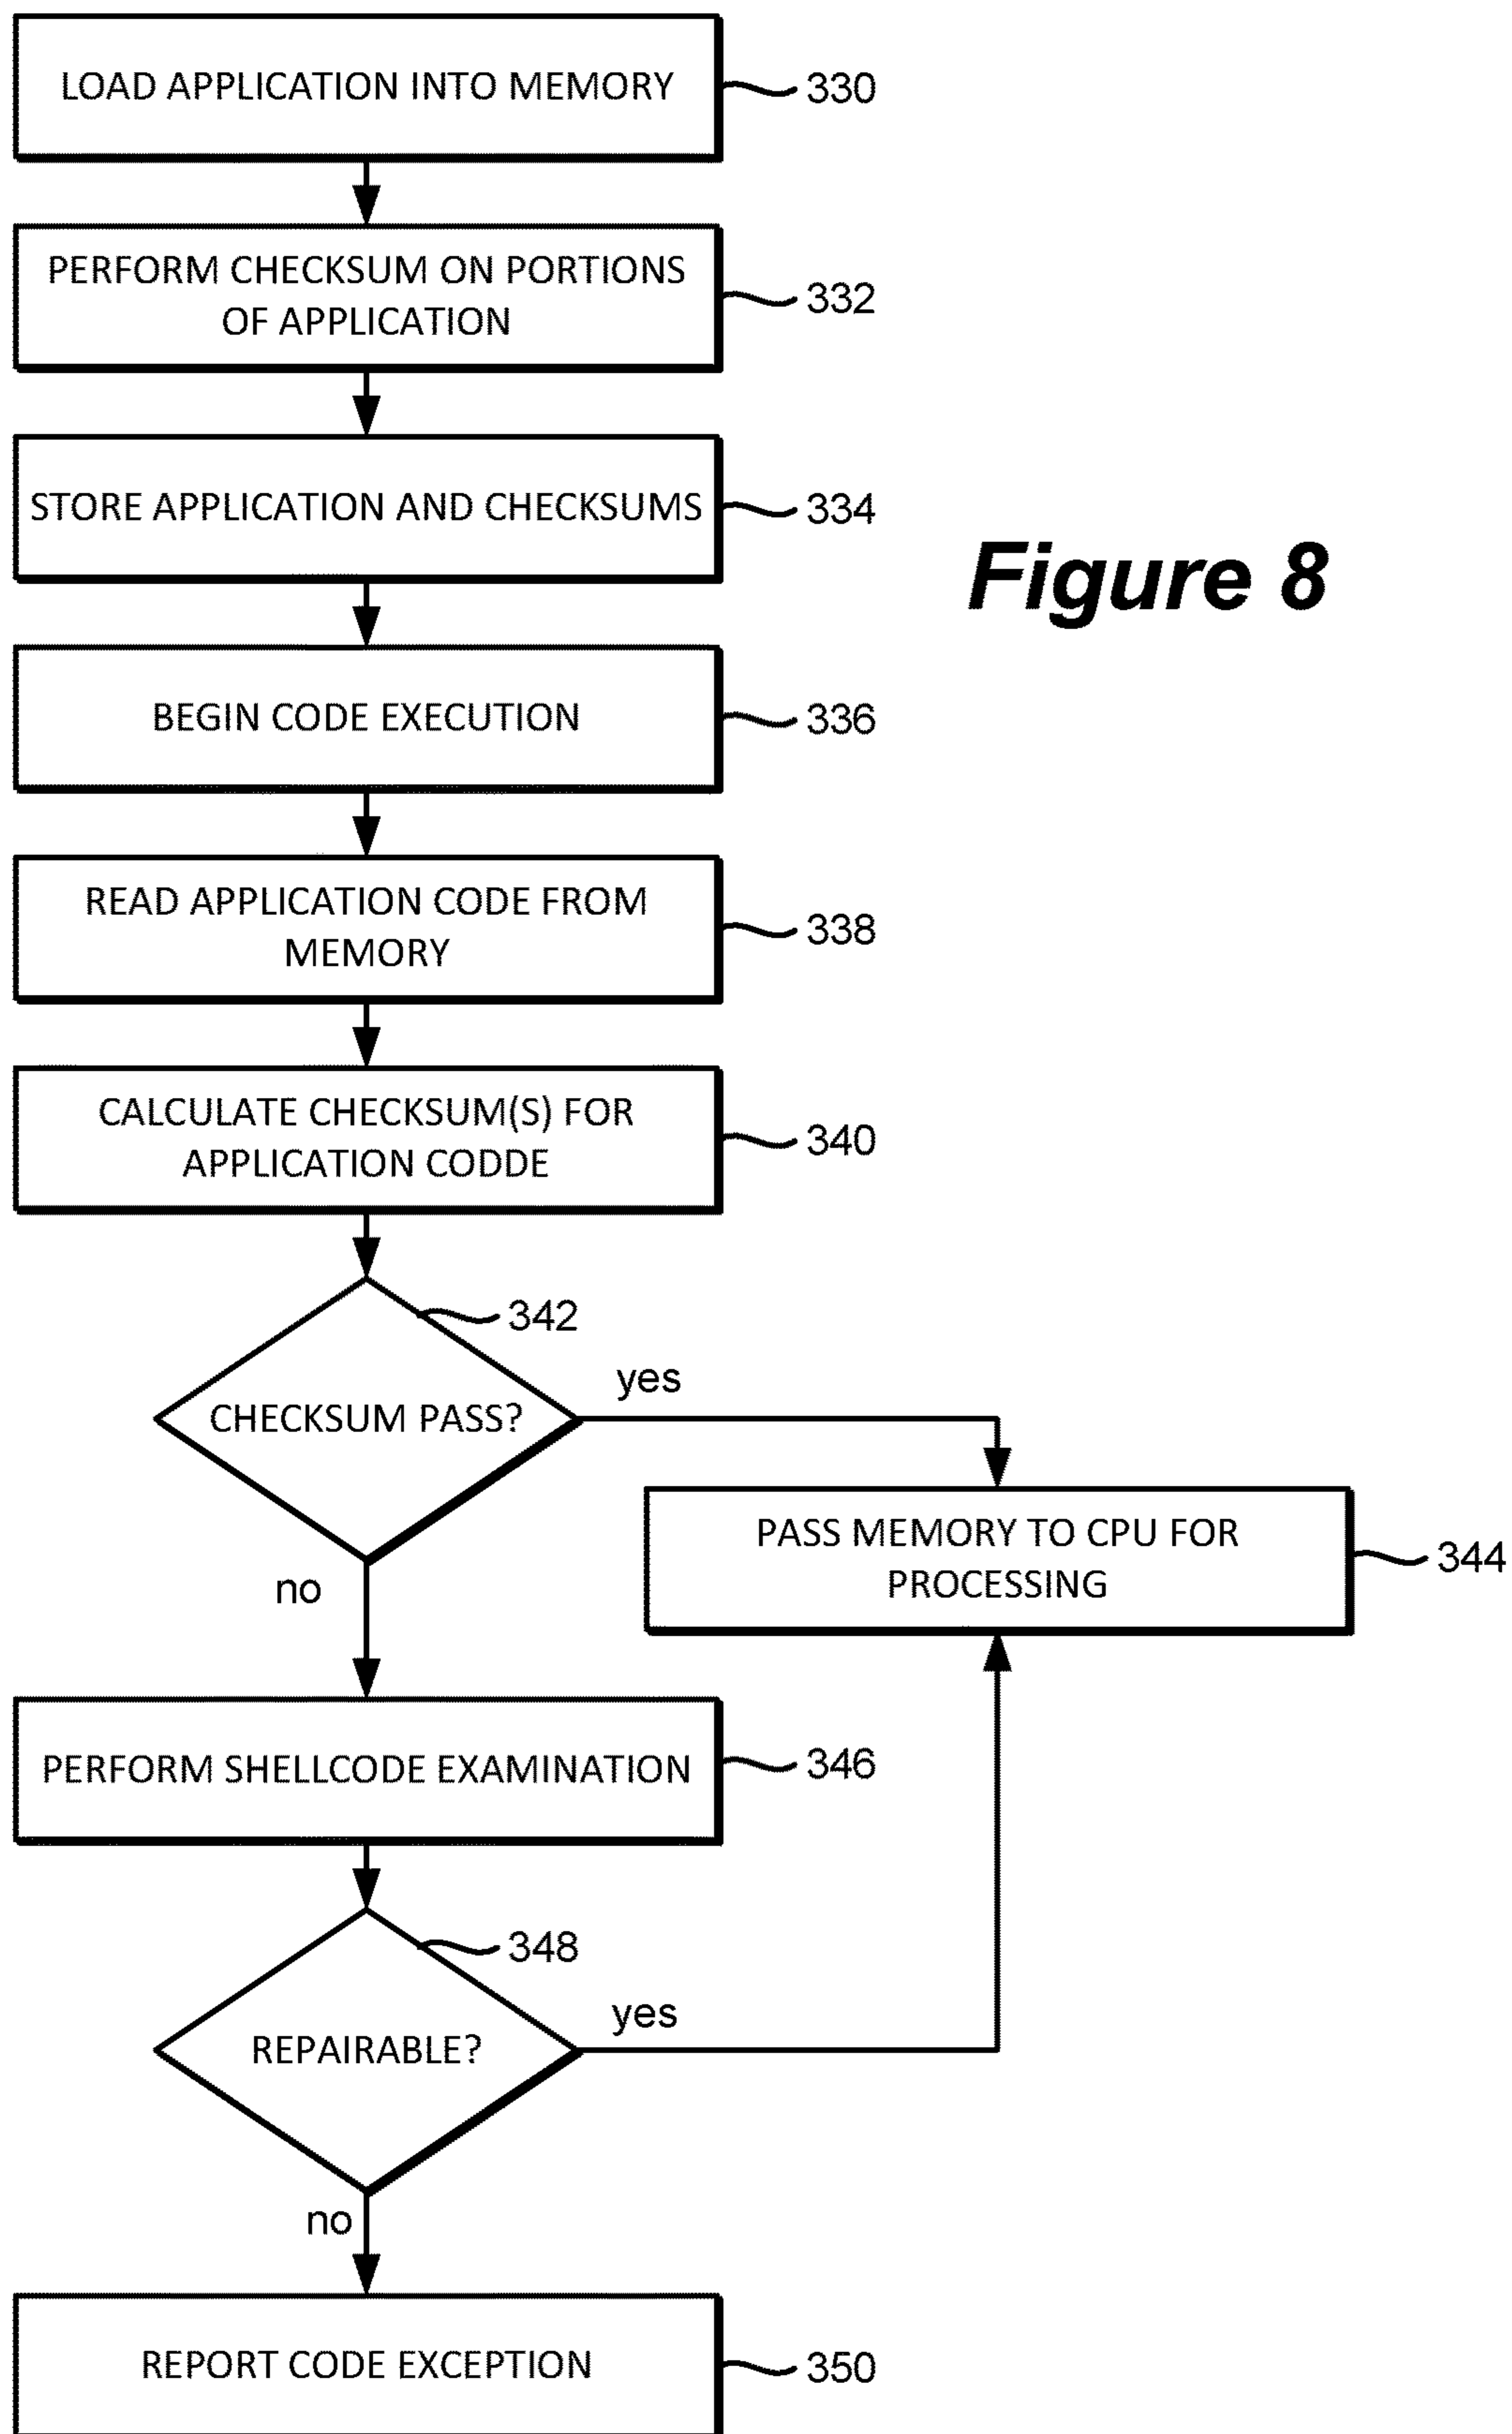 LOAD APPLICATION INTO MEMORY
330
PERFORM CHECKSUM ON PORTIONS
OF APPLICATION
332
STORE APPLICATION AND CHECKSUMS
334
Figure 8
BEGIN CODE EXECUTION
336
READ APPLICATION CODE FROM
MEMORY
338
CALCULATE CHECKSUM(S) FOR
APPLICATION CODDE
340
342
CHECKSUM PASS?
yes
PASS MEMORY TO CPU FOR
PROCESSING
344
no
PERFORM SHELLCODE EXAMINATION
346
348
REPAIRABLE?
yes
no
REPORT CODE EXCEPTION
350